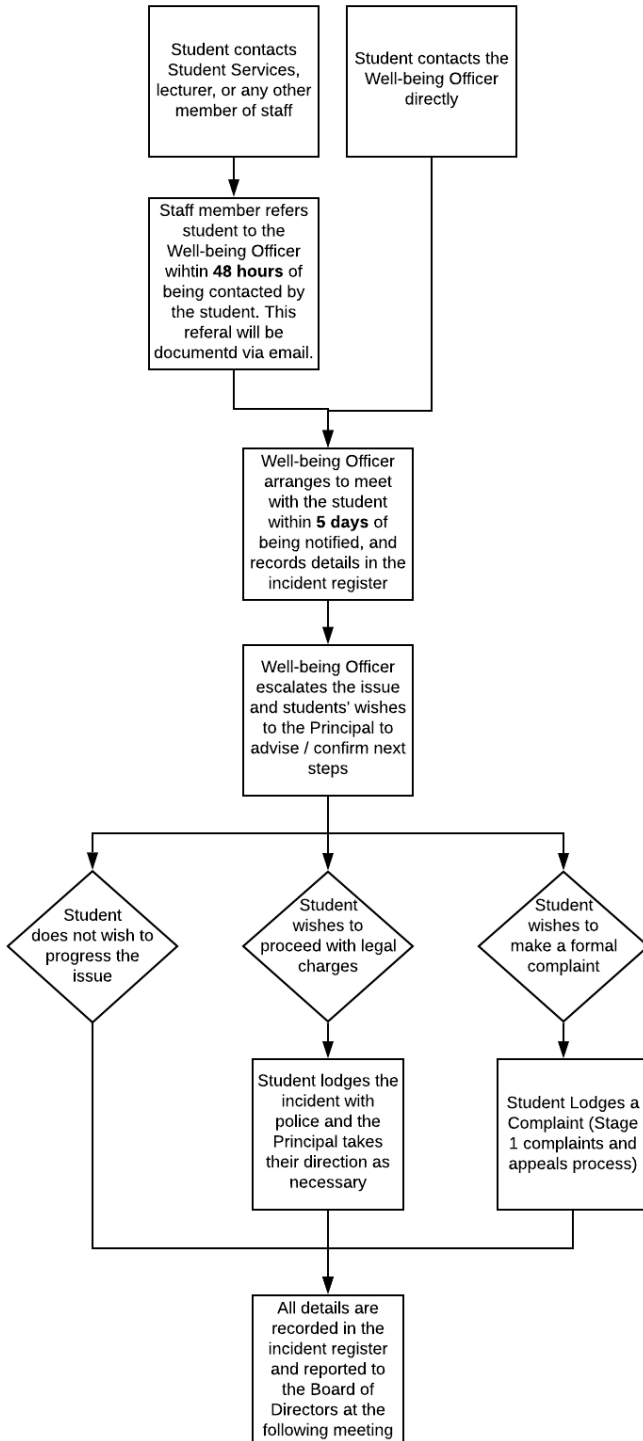 Student contacts
Student Services,
lecturer, or any other
member of staff
Student contacts the
Well-being Officer
directly
Staff member refers
student to the
Well-being Officer
wihtin 48 hours of
being contacted by
the student. This
referal will be
documentd via email.
Well-being Officer
arranges to meet
with the student
within 5 days of
being notified, and
records details in the
incident register
Well-being Officer
escalates the issue
and students' wishes
to the Principal to
advise / confirm next
steps
Student
does not wish to
progress the
issue
Student
wishes to
proceed with legal
charges
Student
wishes to
make a formal
complaint
Student lodges the
incident with
police and the
Principal takes
their direction as
necessary
Student Lodges a
Complaint (Stage
1 complaints and
appeals process)
All details are
recorded in the
incident register
and reported to
the Board of
Directors at the
following meeting